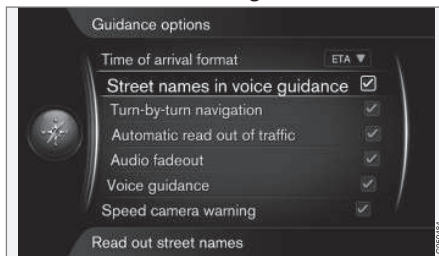 Guidance options
Time of arrival format ETA
Street names in voice guidance
Turn-by-turn navigation
Automatic read out of traffic
Audio fadeout
Voice guidance
Speed camera warning
Read out street names